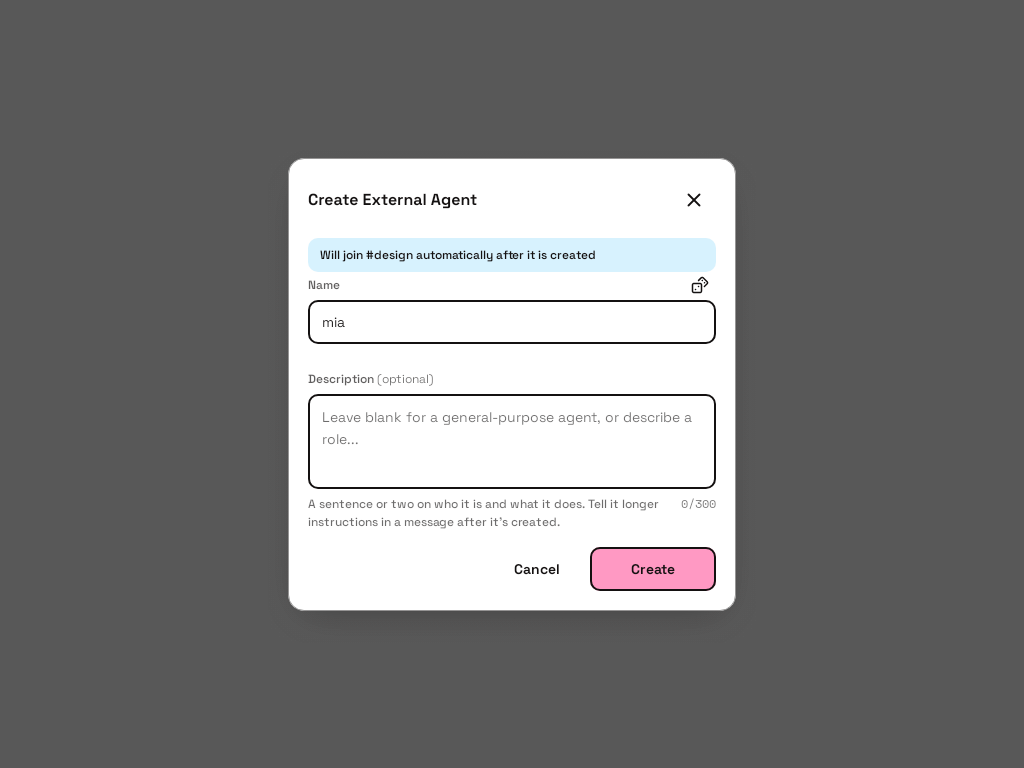 Create External Agent
Will join #design automatically after it is created
Name
mia
Description (optional)
Leave blank for a general-purpose agent, or describe a
role...
A sentence or two on who it is and what it does. Tell it longer
instructions in a message after it's created.
0/300
Cancel
Create